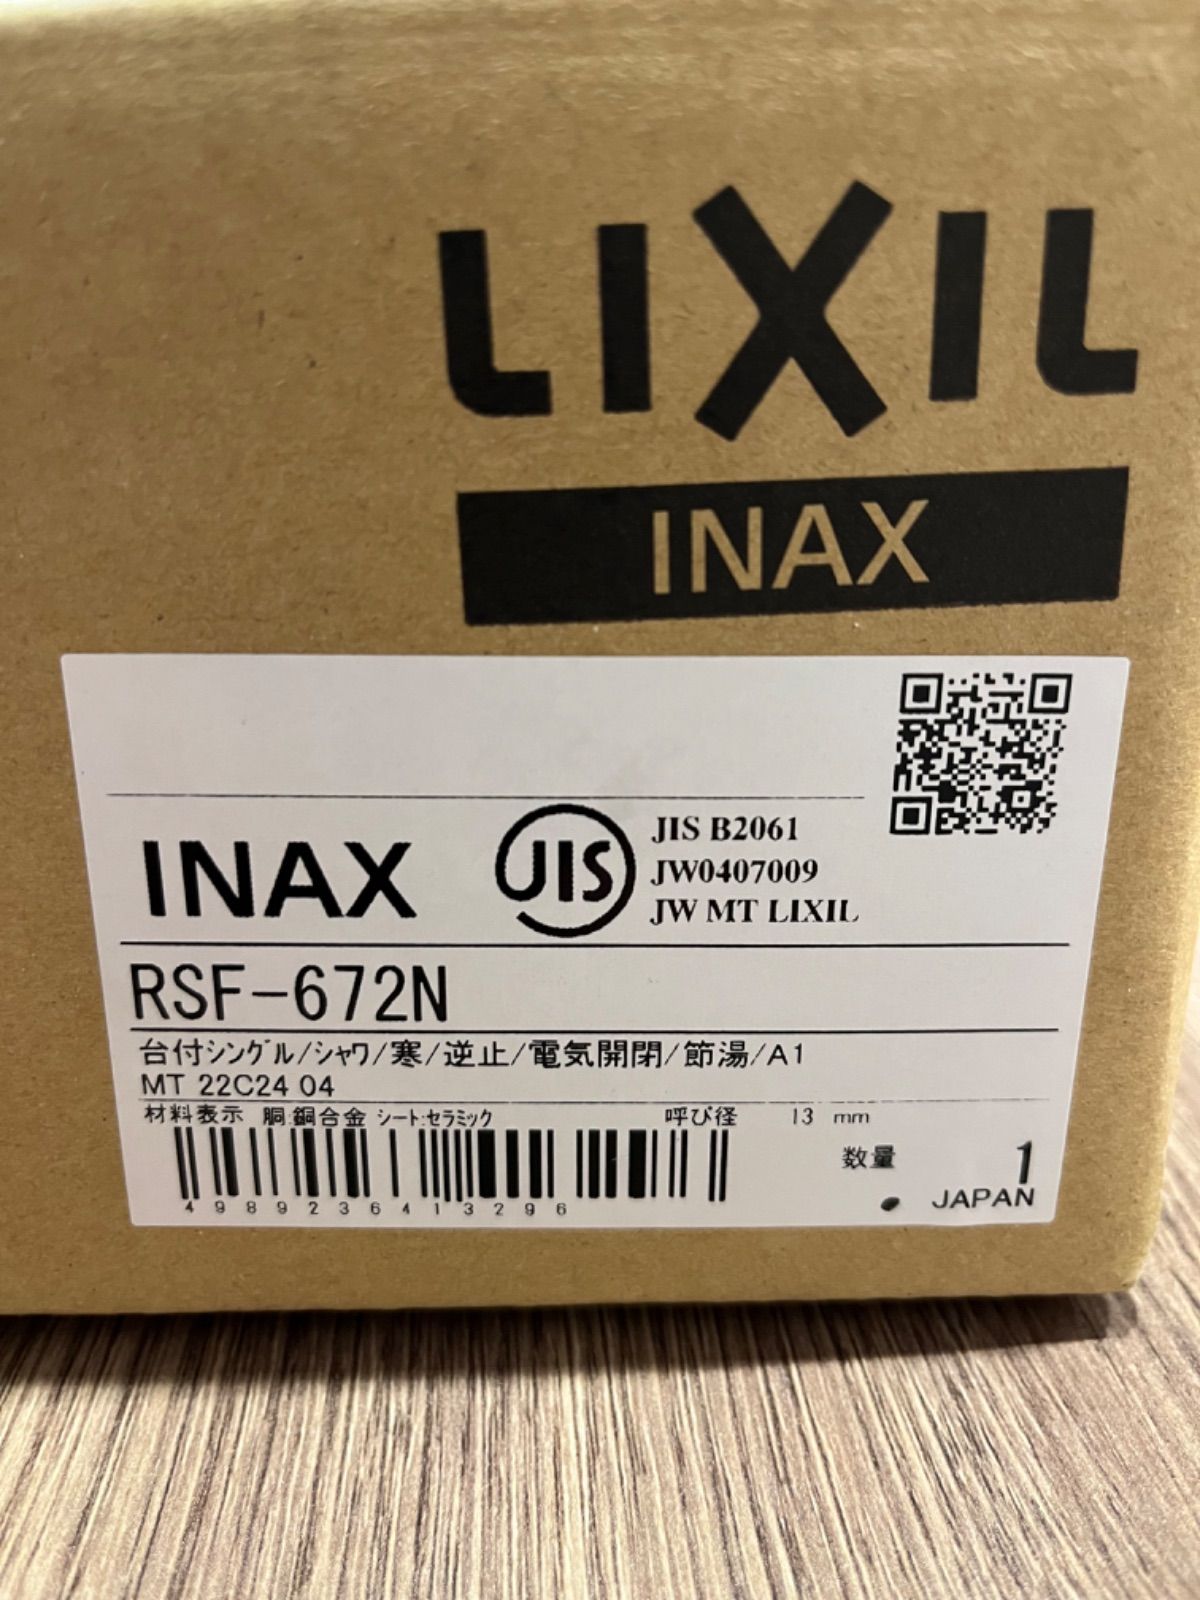 LIXIL
INAX
INAX
JIS
JIS B2061
JW0407009
JW MT LIXIL
RSF-672N
台付シングル/シャワ/寒/逆止/電気開閉/節湯/A1
MT 22C24 04
材料表示 胴:銅合金 シート:セラミック 呼び径 13 mm
数量 1
4989236413296
JAPAN